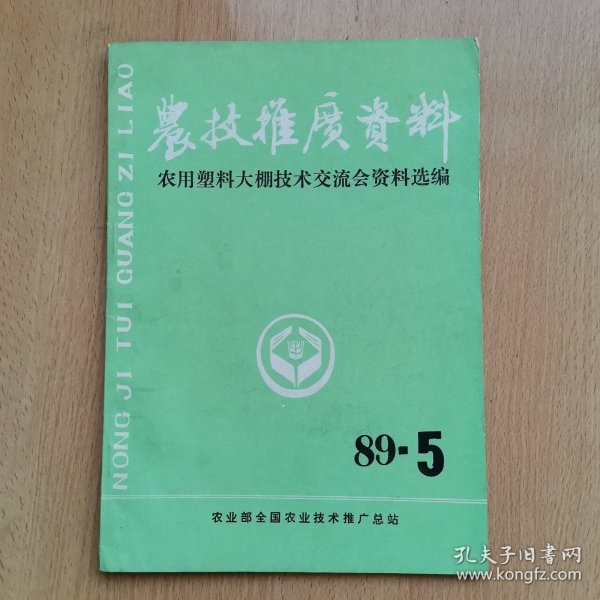 農技推廣資料
农用塑料大棚技术交流会资料选编
NONG JI TUI GUANG ZI LIAO
89·5
农业部全国农业技术推广总站
孔夫子旧书网
www.kongfz.com